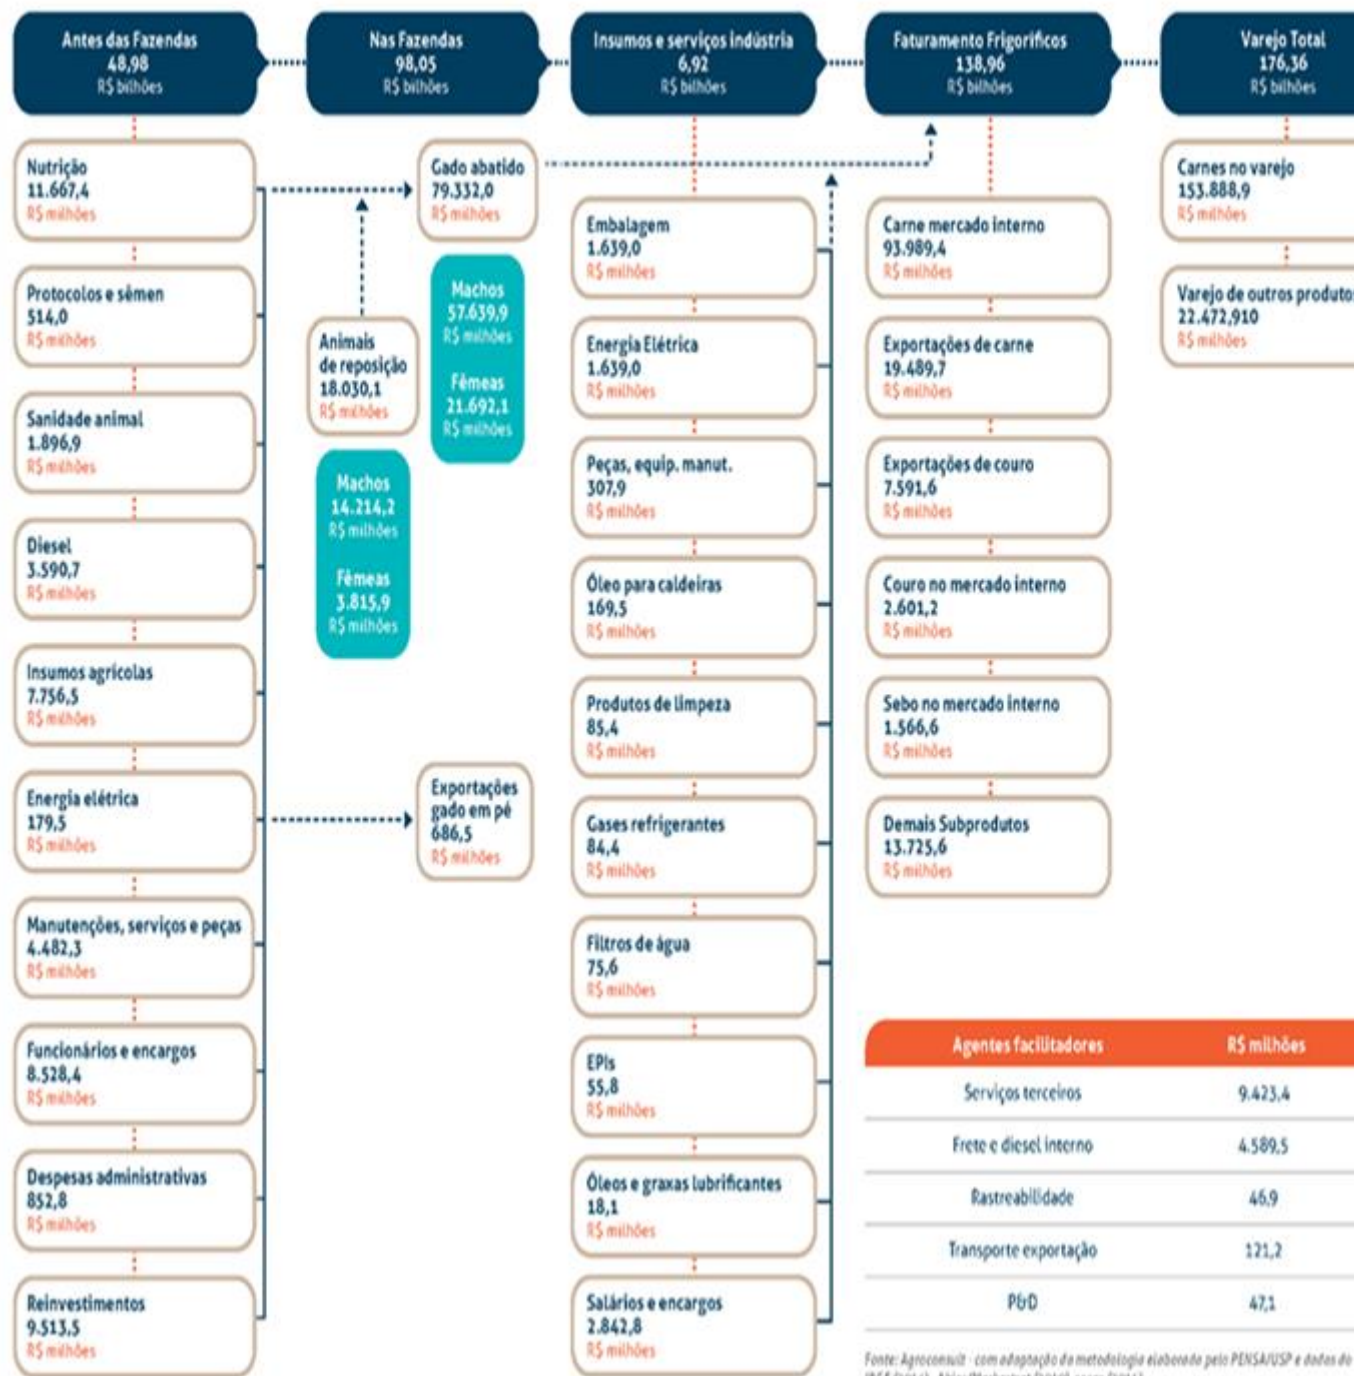 Antes das Fazendas
48,98
R$ bilhões
Nas Fazendas
98,05
R$ bilhões
Insumos e serviços indústria
6,92
R$ bilhões
Faturamento Frigoríficos
138,96
R$ bilhões
Varejo Total
176,36
R$ bilhões
Nutrição
11.667,4
R$ milhões
Protocolos e sêmen
514,0
R$ milhões
Sanidade animal
1.896,9
R$ milhões
Diesel
3.590,7
R$ milhões
Insumos agrícolas
7.756,5
R$ milhões
Energia elétrica
179,5
R$ milhões
Manutenções, serviços e peças
4.482,3
R$ milhões
Funcionários e encargos
8.528,4
R$ milhões
Despesas administrativas
852,8
R$ milhões
Reinvestimentos
9.513,5
R$ milhões
Gado abatido
79.332,0
R$ milhões
Machos
57.639,9
R$ milhões
Fêmeas
21.692,1
R$ milhões
Animais
de reposição
18.030,1
R$ milhões
Machos
14.214,2
R$ milhões
Fêmeas
3.815,9
R$ milhões
Exportações
gado em pé
686,5
R$ milhões
Embalagem
1.639,0
R$ milhões
Energia Elétrica
1.639,0
R$ milhões
Peças, equip. manut.
307,9
R$ milhões
Óleo para caldeiras
169,5
R$ milhões
Produtos de limpeza
85,4
R$ milhões
Gases refrigerantes
84,4
R$ milhões
Filtros de água
75,6
R$ milhões
EPIs
55,8
R$ milhões
Óleos e graxas lubrificantes
18,1
R$ milhões
Salários e encargos
2.842,8
R$ milhões
Carne mercado interno
93.989,4
R$ milhões
Exportações de carne
19.489,7
R$ milhões
Exportações de couro
7.591,6
R$ milhões
Couro no mercado interno
2.601,2
R$ milhões
Sebo no mercado interno
1.566,6
R$ milhões
Demais Subprodutos
13.725,6
R$ milhões
Carnes no varejo
153.888,9
R$ milhões
Varejo de outros produtos
22.472,910
R$ milhões
Agentes facilitadores R$ milhões
Serviços terceiros 9.423,4
Frete e diesel interno 4.589,5
Rastreabilidade 46,9
Transporte exportação 121,2
P&D 47,1
Fonte: Agroconsult - com adaptação da metodologia elaborada pelo PENSA/USP e dados do